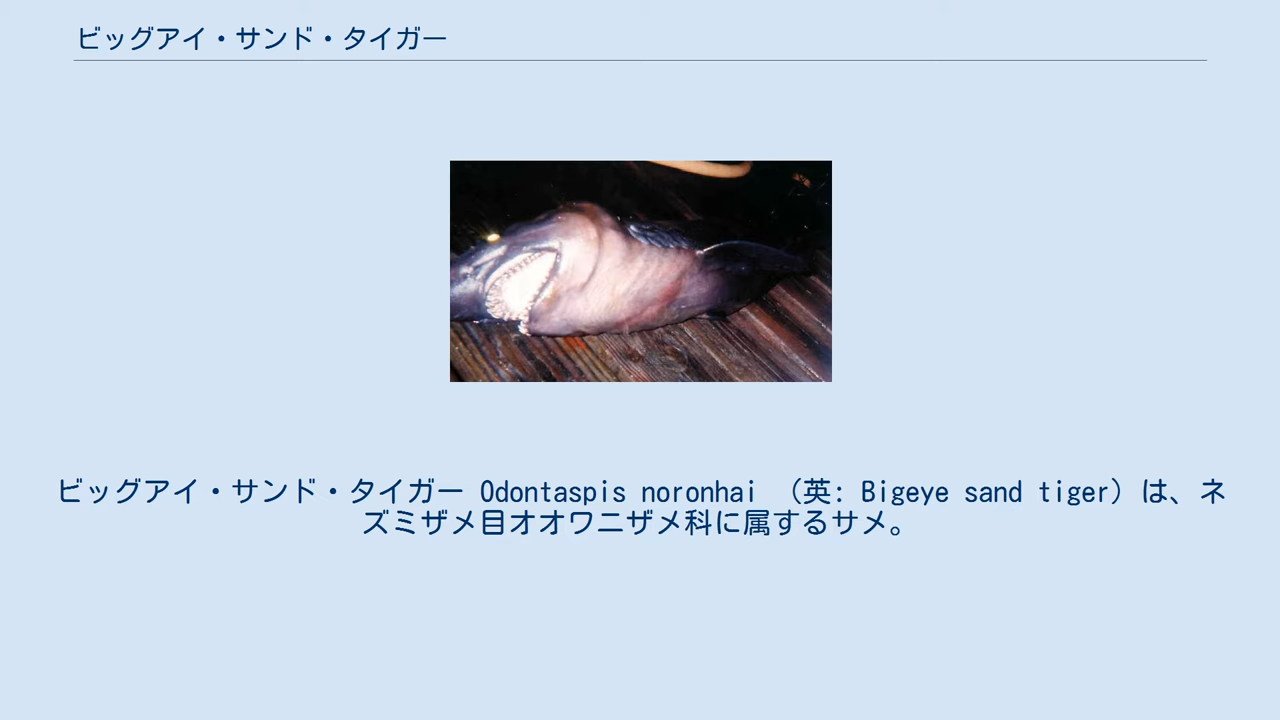 ビッグアイ・サンド・タイガー
ビッグアイ・サンド・タイガー Odontaspis noronhai （英: Bigeye sand tiger）は、ネ
ズミザメ目オオワニザメ科に属するサメ。